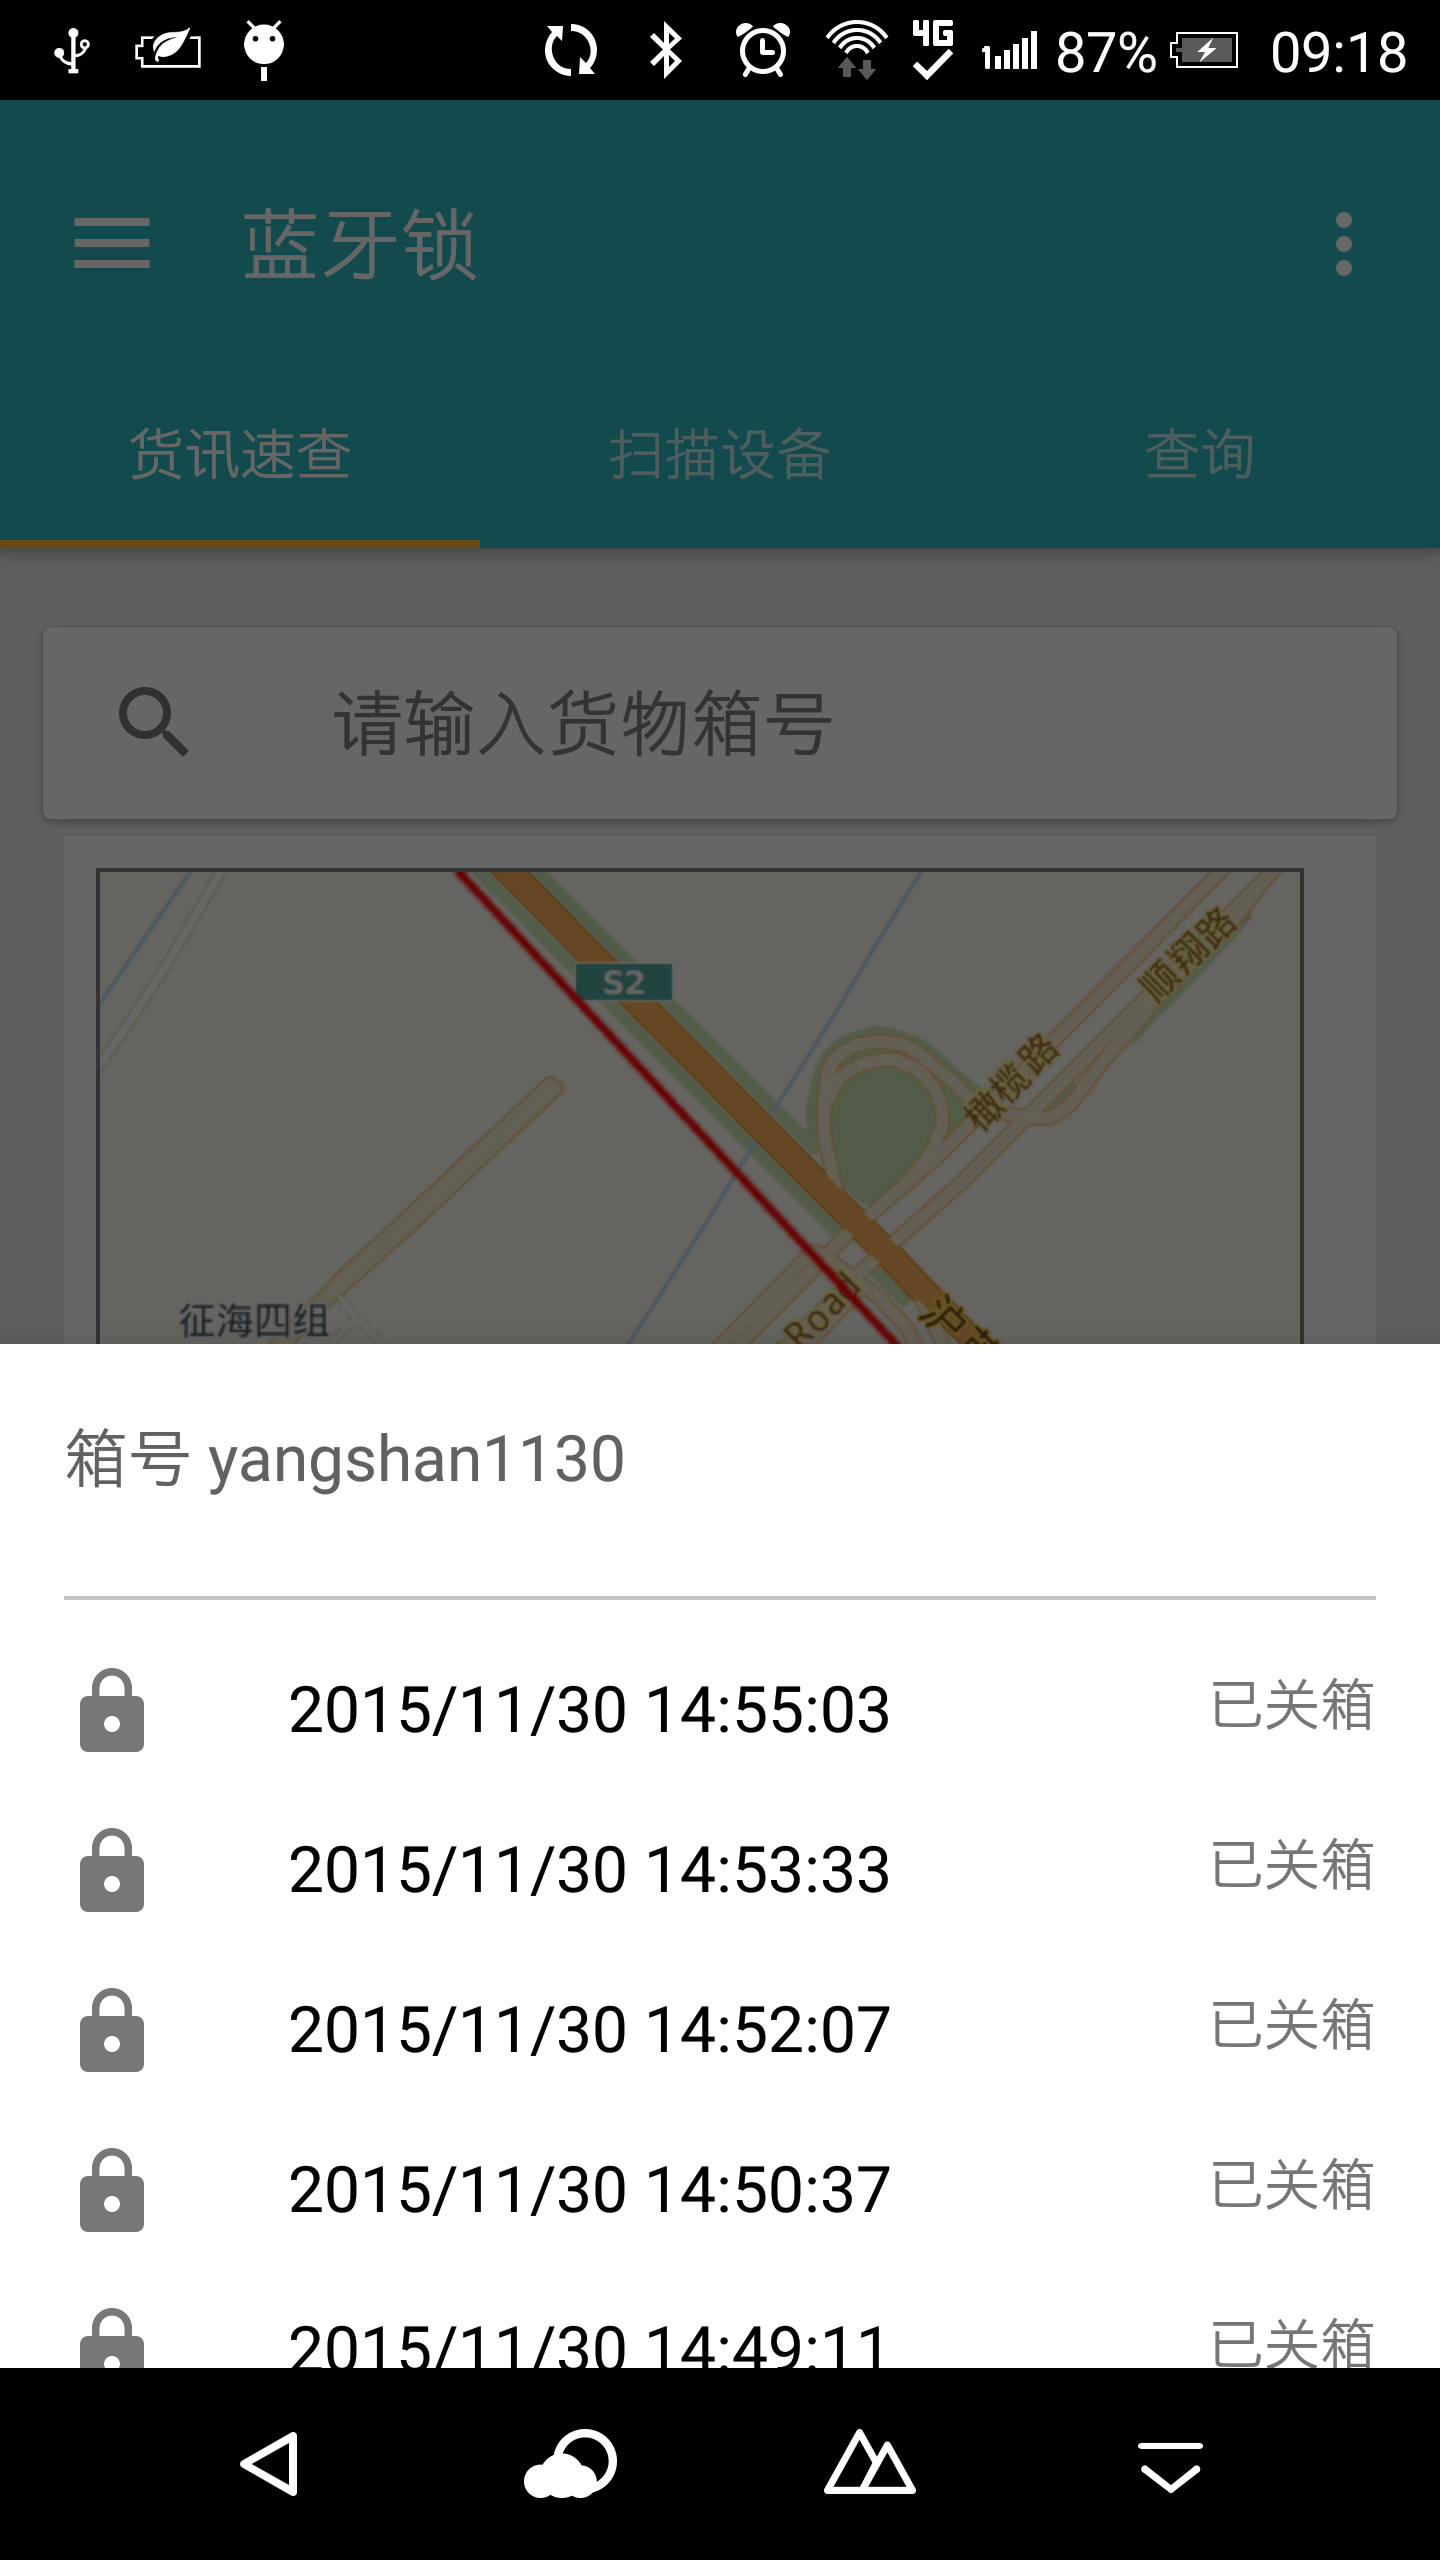 4G 87% 09:18
蓝牙锁
货讯速查 扫描设备 查询
请输入货物箱号
顺翔路
S2
橄榄路
征海四组
Road
沪
箱号 yangshan1130
2015/11/30 14:55:03 已关箱
2015/11/30 14:53:33 已关箱
2015/11/30 14:52:07 已关箱
2015/11/30 14:50:37 已关箱
2015/11/30 14:49:11 已关箱